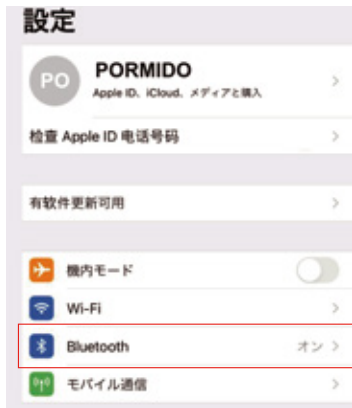 設定
PO
PORMIDO
Apple ID、iCloud、メディアと購入
检查 Apple ID 电话号码
有软件更新可用
機内モード
Wi-Fi
Bluetooth
オン
モバイル通信